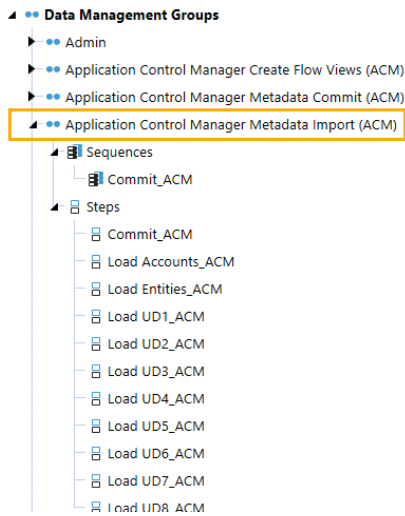 Data Management Groups
Admin
Application Control Manager Create Flow Views (ACM)
Application Control Manager Metadata Commit (ACM)
Application Control Manager Metadata Import (ACM)
Sequences
Commit_ACM
Steps
Commit_ACM
Load Accounts_ACM
Load Entities_ACM
Load UD1_ACM
Load UD2_ACM
Load UD3_ACM
Load UD4_ACM
Load UD5_ACM
Load UD6_ACM
Load UD7_ACM
Load UD8_ACM